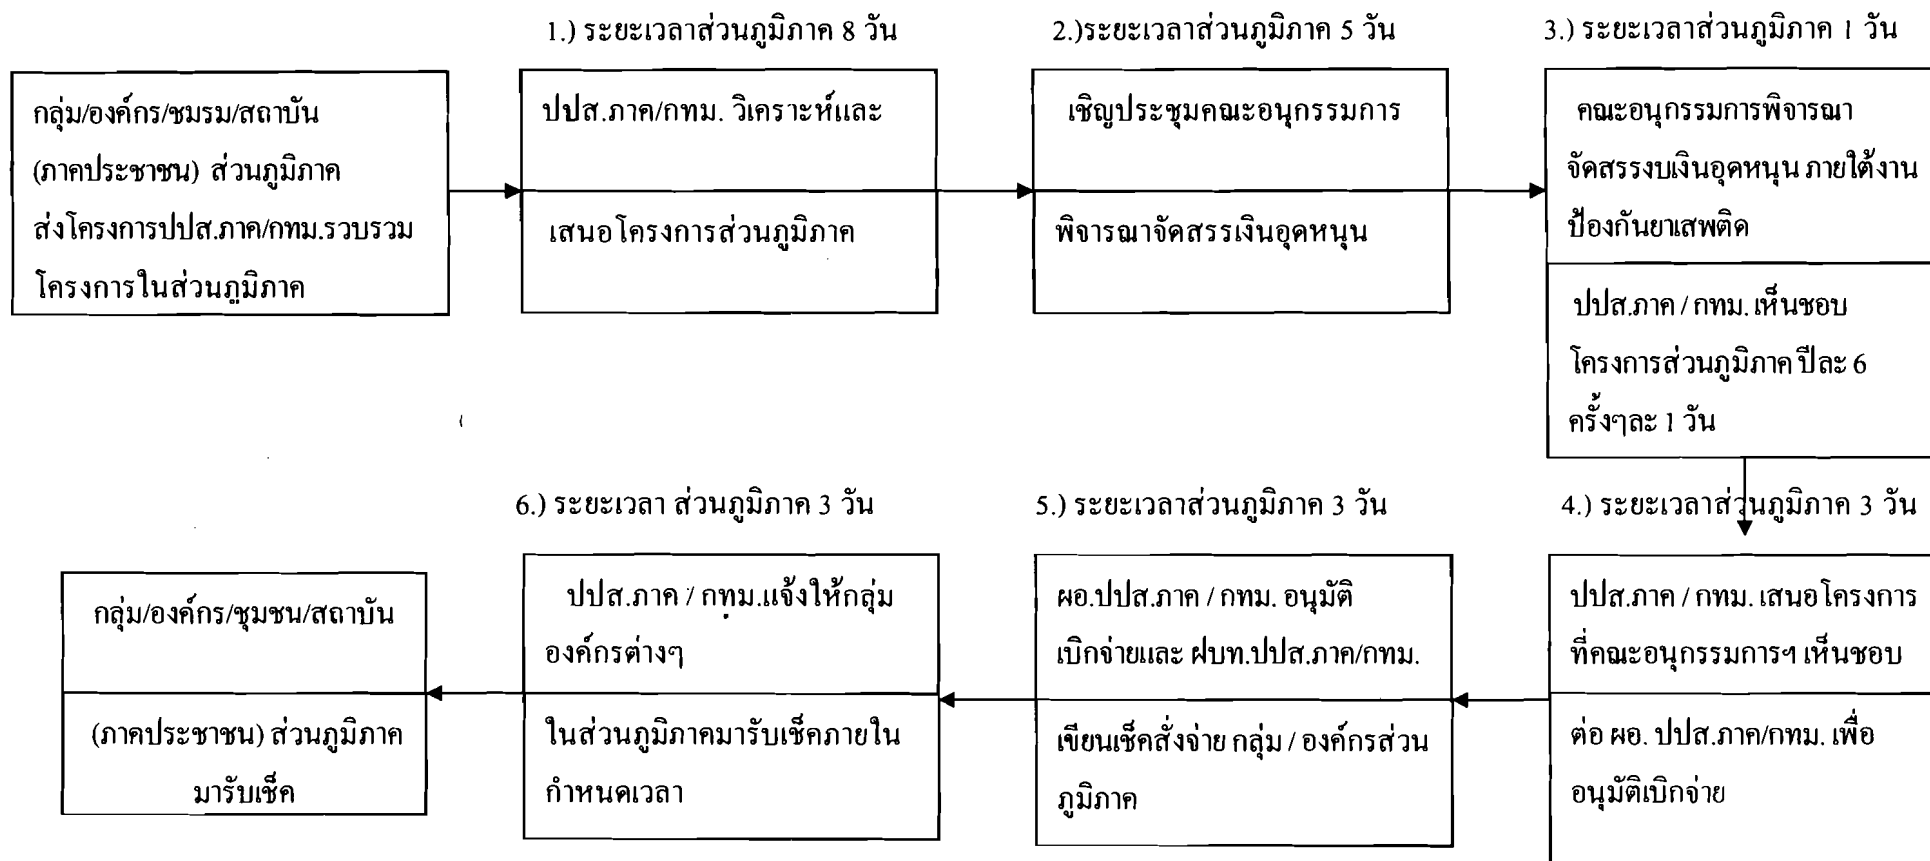 1.) ระยะเวลาส่วนภูมิภาค 8 วัน
2.)ระยะเวลาส่วนภูมิภาค 5 วัน
3.) ระยะเวลาส่วนภูมิภาค 1 วัน
กลุ่ม/องค์กร/ชมรม/สถาบัน
(ภาคประชาชน) ส่วนภูมิภาค
ส่งโครงการปปส.ภาค/กทม.รวบรวม
โครงการในส่วนภูมิภาค
ปปส.ภาค/กทม. วิเคราะห์และ
เสนอโครงการส่วนภูมิภาค
เชิญประชุมคณะอนุกรรมการ
พิจารณาจัดสรรเงินอุดหนุน
คณะอนุกรรมการพิจารณา
จัดสรรงบเงินอุดหนุน ภายใต้งาน
ป้องกันยาเสพติด
ปปส.ภาค / กทม. เห็นชอบ
โครงการส่วนภูมิภาค ปีละ 6
ครั้งๆละ 1 วัน
4.) ระยะเวลาส่วนภูมิภาค 3 วัน
ปปส.ภาค / กทม. เสนอโครงการ
ที่คณะอนุกรรมการฯ เห็นชอบ
ต่อ ผอ. ปปส.ภาค/กทม. เพื่อ
อนุมัติเบิกจ่าย
5.) ระยะเวลาส่วนภูมิภาค 3 วัน
ผอ.ปปส.ภาค / กทม. อนุมัติ
เบิกจ่ายและ ฝบท.ปปส.ภาค/กทม.
เขียนเช็คสั่งจ่าย กลุ่ม / องค์กรส่วน
ภูมิภาค
6.) ระยะเวลา ส่วนภูมิภาค 3 วัน
ปปส.ภาค / กทม.แจ้งให้กลุ่ม
องค์กรต่างๆ
ในส่วนภูมิภาคมารับเช็คภายใน
กำหนดเวลา
กลุ่ม/องค์กร/ชุมชน/สถาบัน
(ภาคประชาชน) ส่วนภูมิภาค
มารับเช็ค